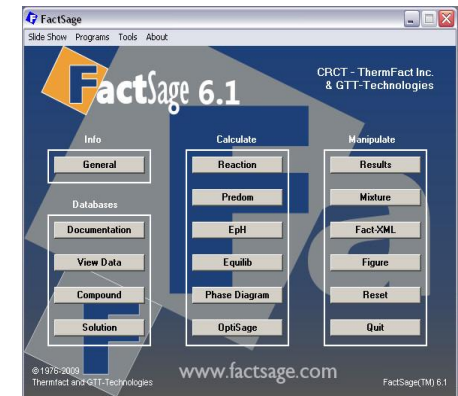 FactSage
Slide Show Programs Tools About
FactSage 6.1
CRCT - ThermFact Inc.
& GTT-Technologies
Info
General
Databases
Documentation
View Data
Compound
Solution
Calculate
Reaction
Predom
EpH
Equilib
Phase Diagram
OptiSage
Manipulate
Results
Mixture
Fact-XML
Figure
Reset
Quit
© 1976-2009
Thermfact and GTT-Technologies
www.factsage.com
FactSage(TM) 6.1